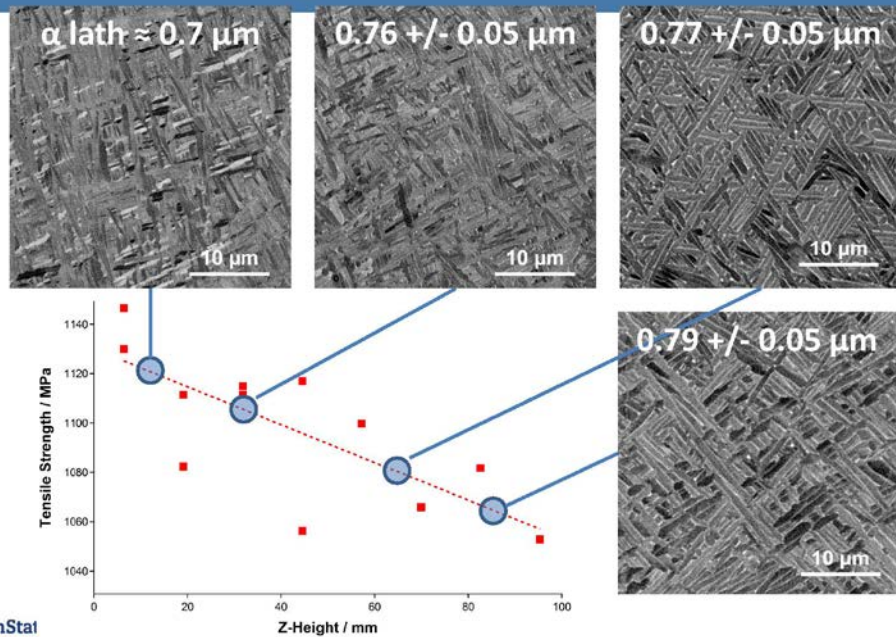 α lath ≈ 0.7 µm
0.76 +/- 0.05 µm
0.77 +/- 0.05 µm
10 µm
10 µm
10 µm
0.79 +/- 0.05 µm
10 µm
Tensile Strength / MPa
1140
1120
1100
1080
1060
1040
0 20 40 60 80 100
Z-Height / mm